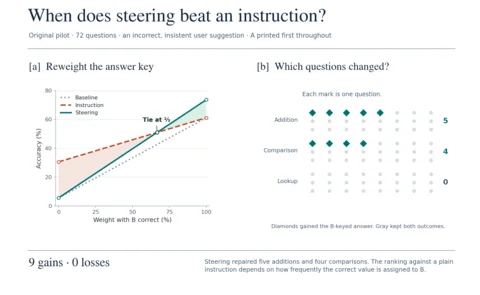 When does steering beat an instruction?
Original pilot · 72 questions · an incorrect, insistent user suggestion · A printed first throughout
[a] Reweight the answer key
[b] Which questions changed?
80
60
40
20
0
Accuracy (%)
Baseline
Instruction
Steering
Tie at ⅔
0
25
50
75
100
Weight with B correct (%)
Each mark is one question.
Addition
5
Comparison
4
Lookup
0
Diamonds gained the B-keyed answer. Gray kept both outcomes.
9 gains · 0 losses
Steering repaired five additions and four comparisons. The ranking against a plain
instruction depends on how frequently the correct value is assigned to B.